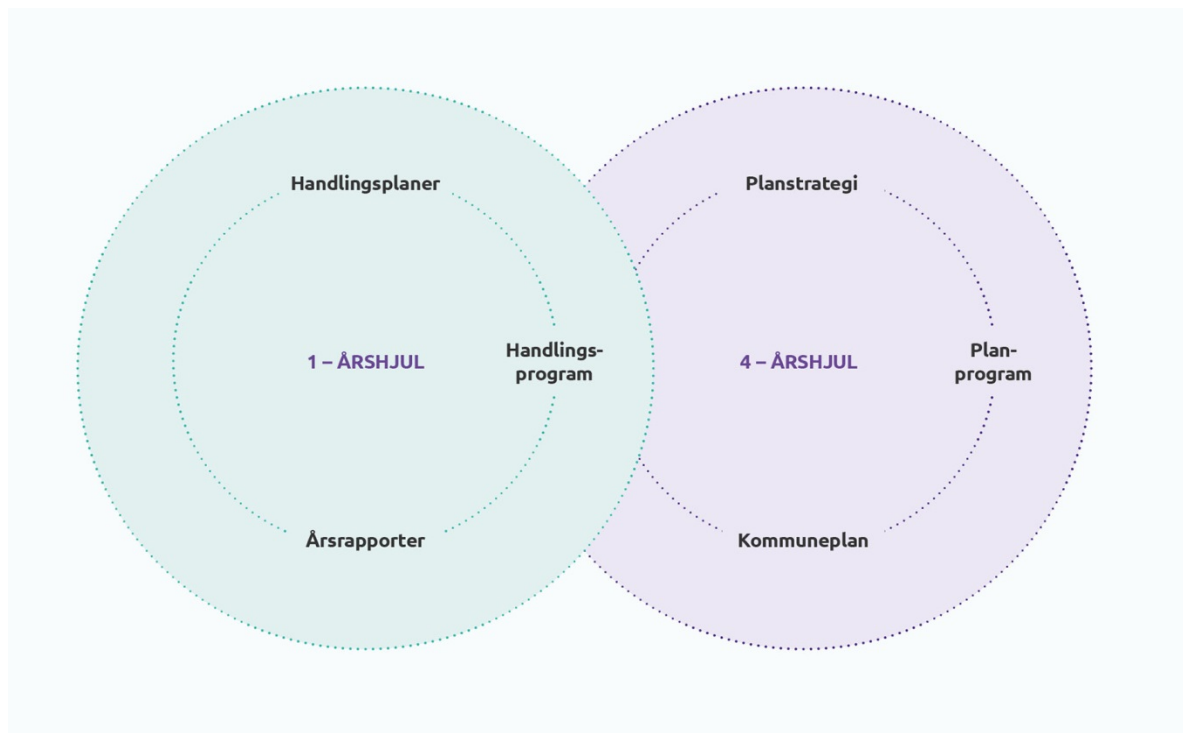 Handlingsplaner
Handlings-
program
1 – ÅRSHJUL
Årsrapporter
Planstrategi
Plan-
program
4 – ÅRSHJUL
Kommuneplan